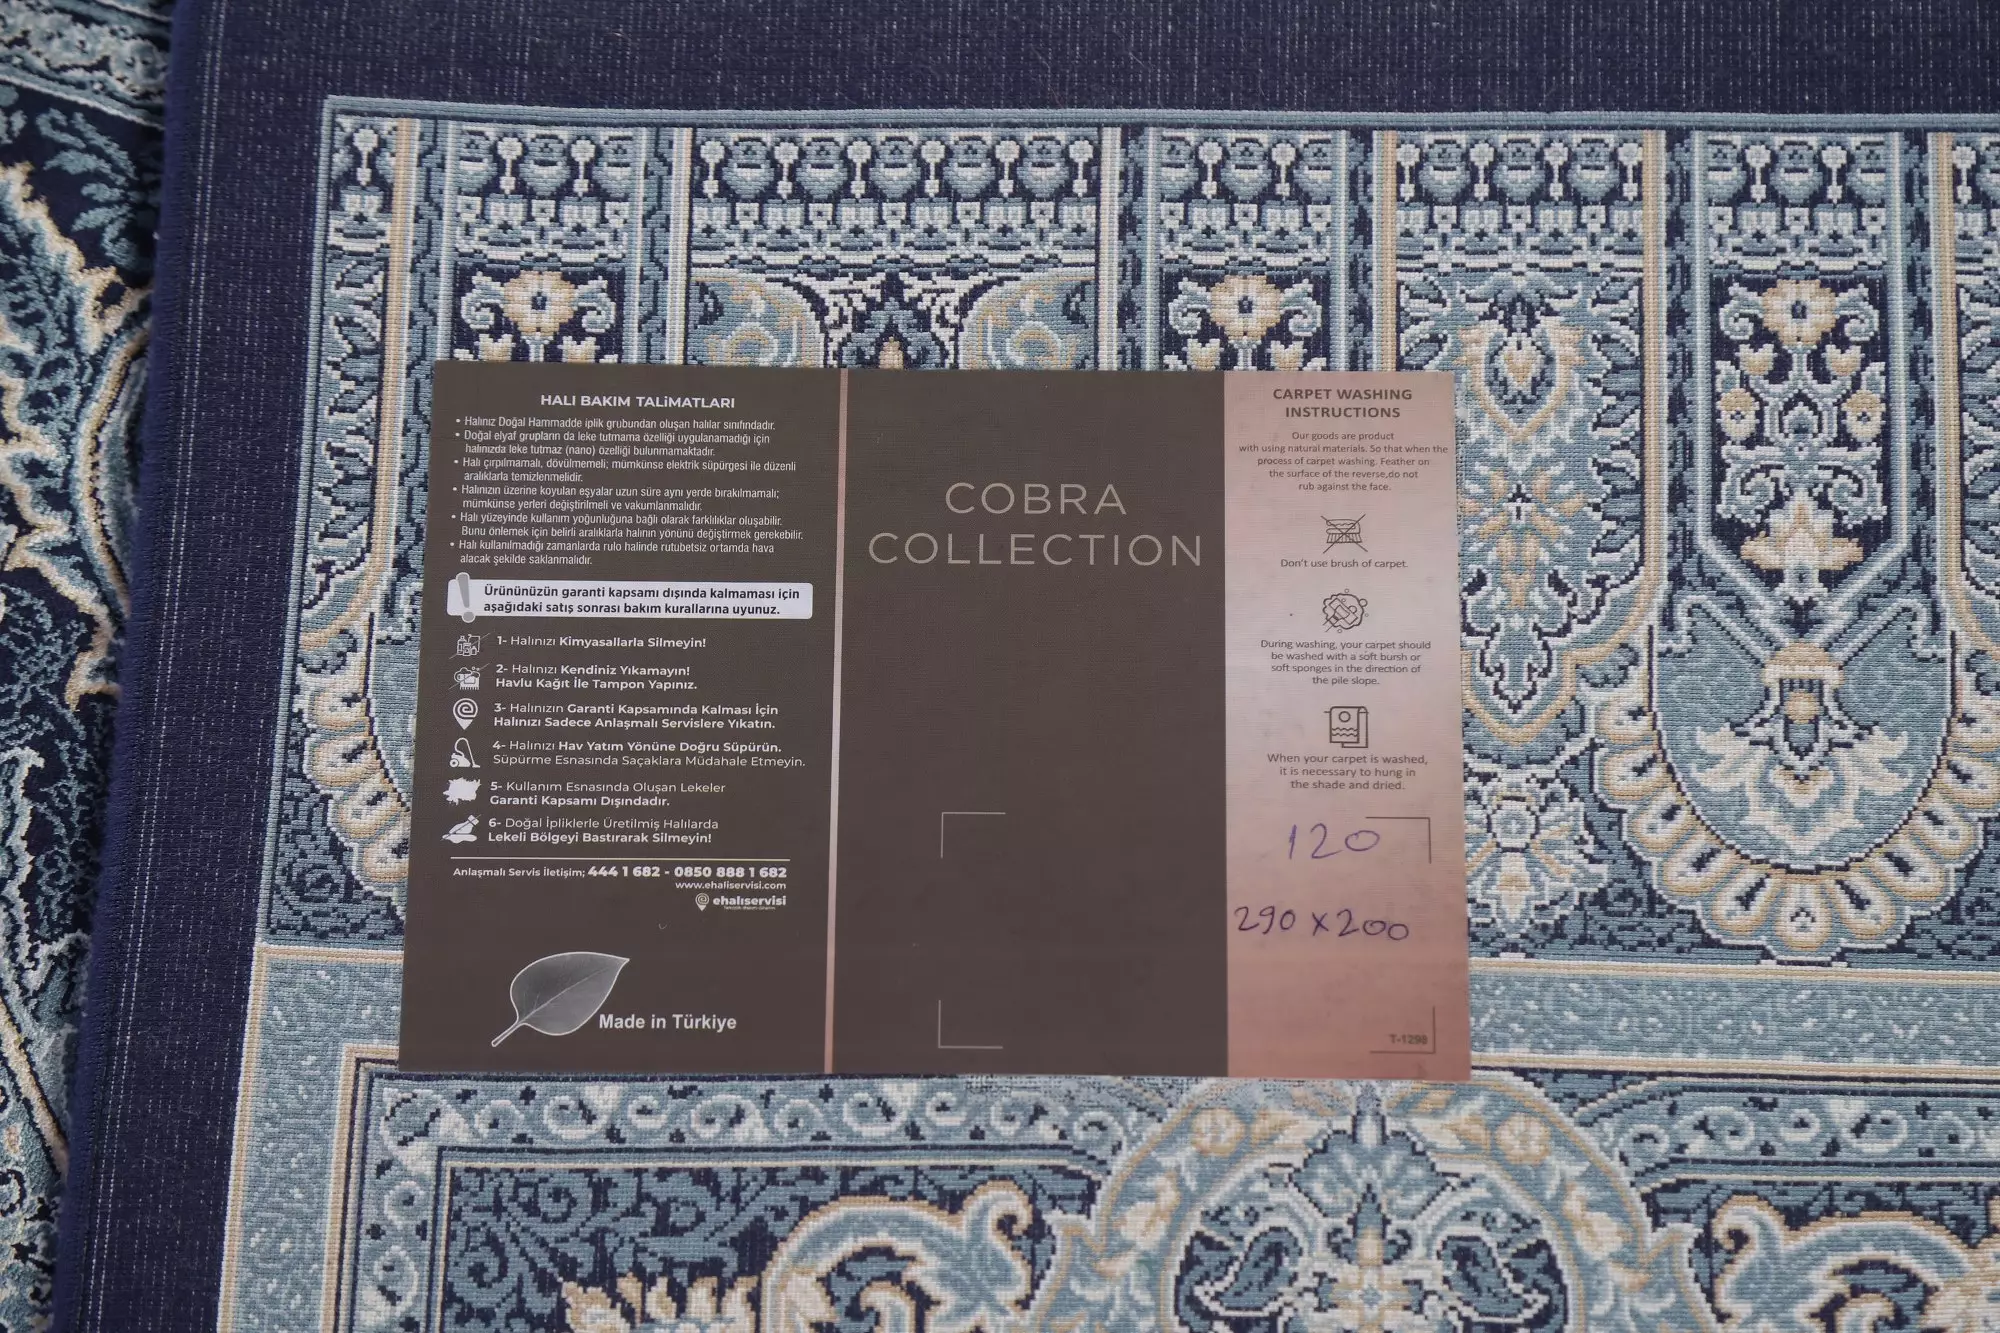 HALI BAKIM TALiMATLARI
• Halınız Doğal Hammadde iplik grubundan oluşan halılar sınıfındadır.
• Doğal elyaf grupların da leke tutmama özelliği uygulanamadığı için
halınızda leke tutmaz (nano) özelliği bulunmamaktadır.
• Halı çırpılmamalı, dövülmemeli; mümkünse elektrik süpürgesi ile düzenli
aralıklarla temizlenmelidir.
• Halınızın üzerine koyulan eşyalar uzun süre aynı yerde bırakılmamalı;
mümkünse yerleri değiştirilmeli ve vakumlanmalıdır.
• Halı yüzeyinde kullanım yoğunluğuna bağlı olarak farklılıklar oluşabilir.
Bunu önlemek için belirli aralıklarla halının yönünü değiştirmek gerekebilir.
• Halı kullanılmadığı zamanlarda rulo halinde rutubetsiz ortamda hava
alacak şekilde saklanmalıdır.
Ürününüzün garanti kapsamı dışında kalmaması için
aşağıdaki satış sonrası bakım kurallarına uyunuz.
1- Halınızı Kimyasallarla Silmeyin!
2- Halınızı Kendiniz Yıkamayın!
Havlu Kağıt İle Tampon Yapınız.
3- Halınızın Garanti Kapsamında Kalması İçin
Halınızı Sadece Anlaşmalı Servislere Yıkatın.
4- Halınızı Hav Yatım Yönüne Doğru Süpürün.
Süpürme Esnasında Saçaklara Müdahale Etmeyin.
5- Kullanım Esnasında Oluşan Lekeler
Garanti Kapsamı Dışındadır.
6- Doğal İpliklerle Üretilmiş Halılarda
Lekeli Bölgeyi Bastırarak Silmeyin!
Anlaşmalı Servis İletişim; 444 1 682 - 0850 888 1 682
www.ehaliservisi.com
ehalıservisi
Made in Türkiye
COBRA
COLLECTION
CARPET WASHING
INSTRUCTIONS
Our goods are product
with using natural materials. So that when the
process of carpet washing. Feather on
the surface of the reverse,do not
rub against the face.
Don't use brush of carpet.
During washing, your carpet should
be washed with a soft bursh or
soft sponges in the direction of
the pile slope.
When your carpet is washed,
it is necessary to hung in
the shade and dried.
120
290 x 200
T-1298